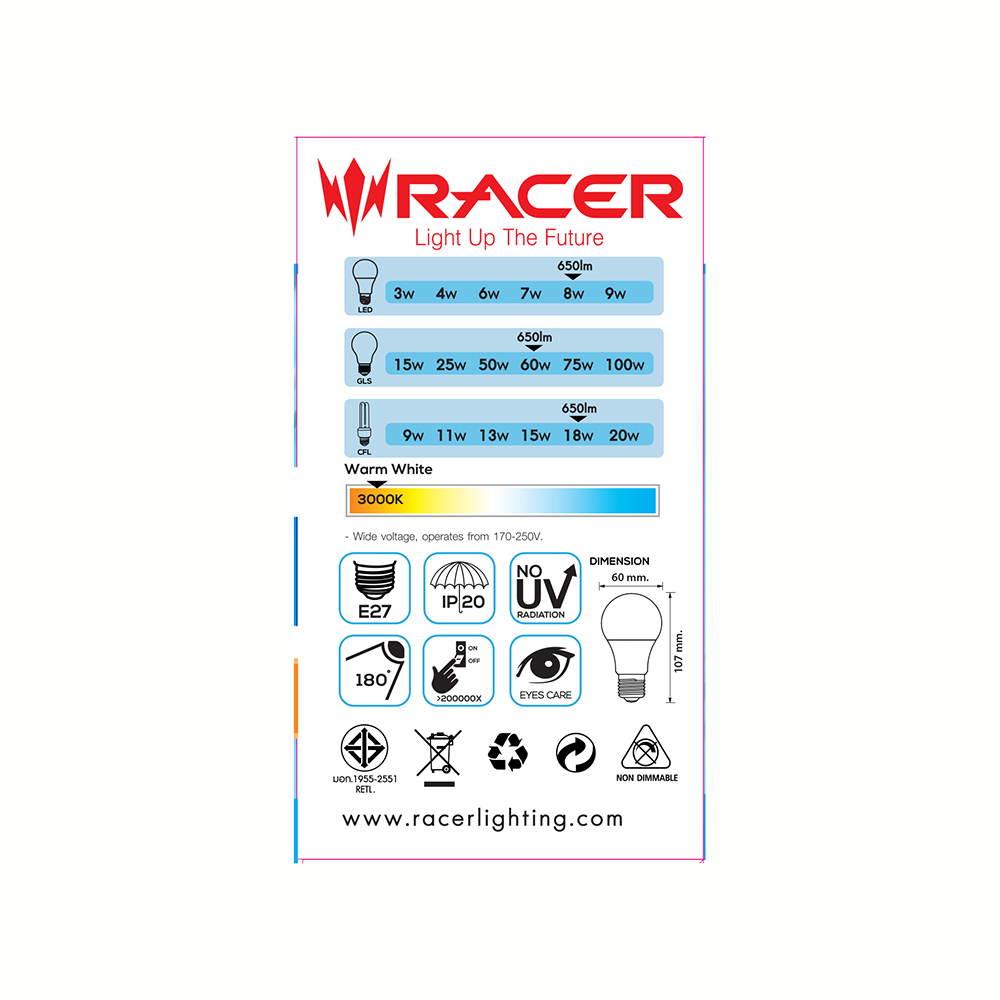 RACER
Light Up The Future
650lm
3w 4w 6w 7w 8w 9w
LED
650lm
15w 25w 50w 60w 75w 100w
GLS
650lm
9w 11w 13w 15w 18w 20w
CFL
Warm White
3000K
- Wide voltage, operates from 170-250V.
E27
IP 20
NO
UV
RADIATION
DIMENSION
60 mm.
107 mm.
180°
ON
OFF
>200000X
EYES CARE
มอก.1955-2551
RETL.
NON DIMMABLE
www.racerlighting.com